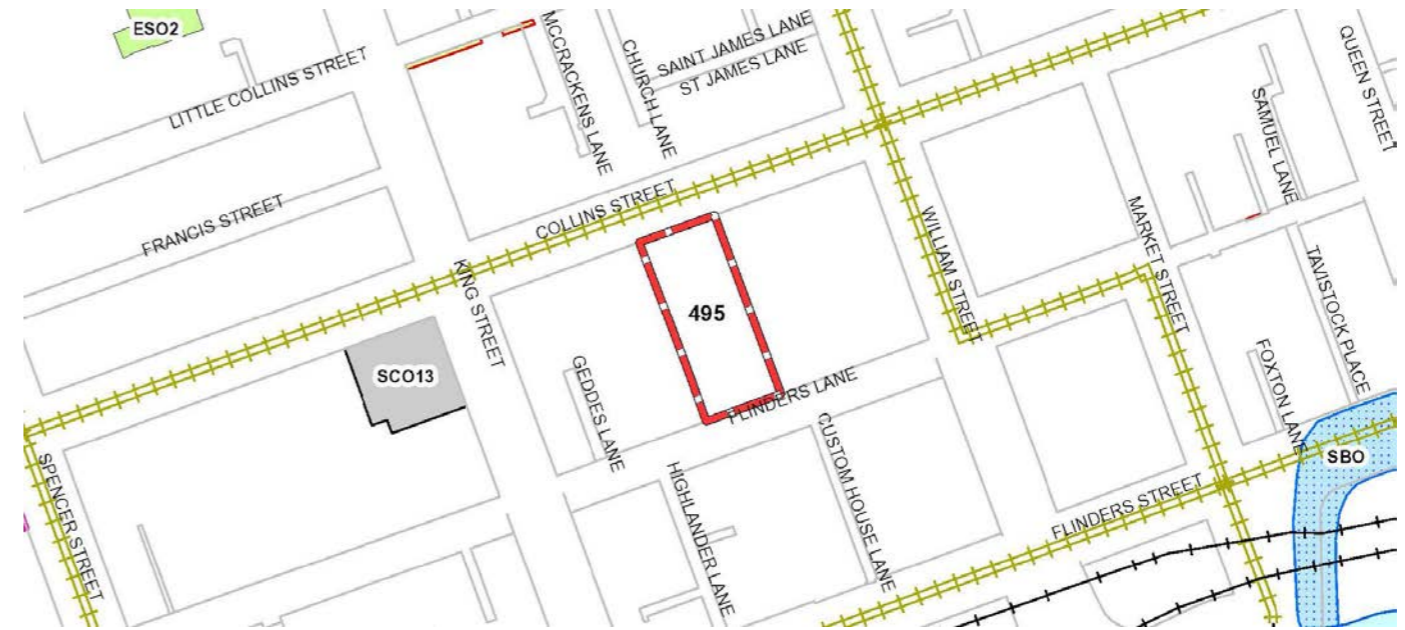 ESO2
LITTLE COLLINS STREET
MCCRACKENS LANE
CHURCH LANE
SAINT JAMES LANE
ST JAMES LANE
QUEEN STREET
SAMUEL LANE
FRANCIS STREET
COLLINS STREET
KING STREET
WILLIAM STREET
MARKET STREET
TAVISTOCK PLACE
495
SCO13
GEDDES LANE
FLINDERS LANE
CUSTOM HOUSE LANE
FOXTON LANE
SPENCER STREET
HIGHLANDER LANE
FLINDERS STREET
SBO